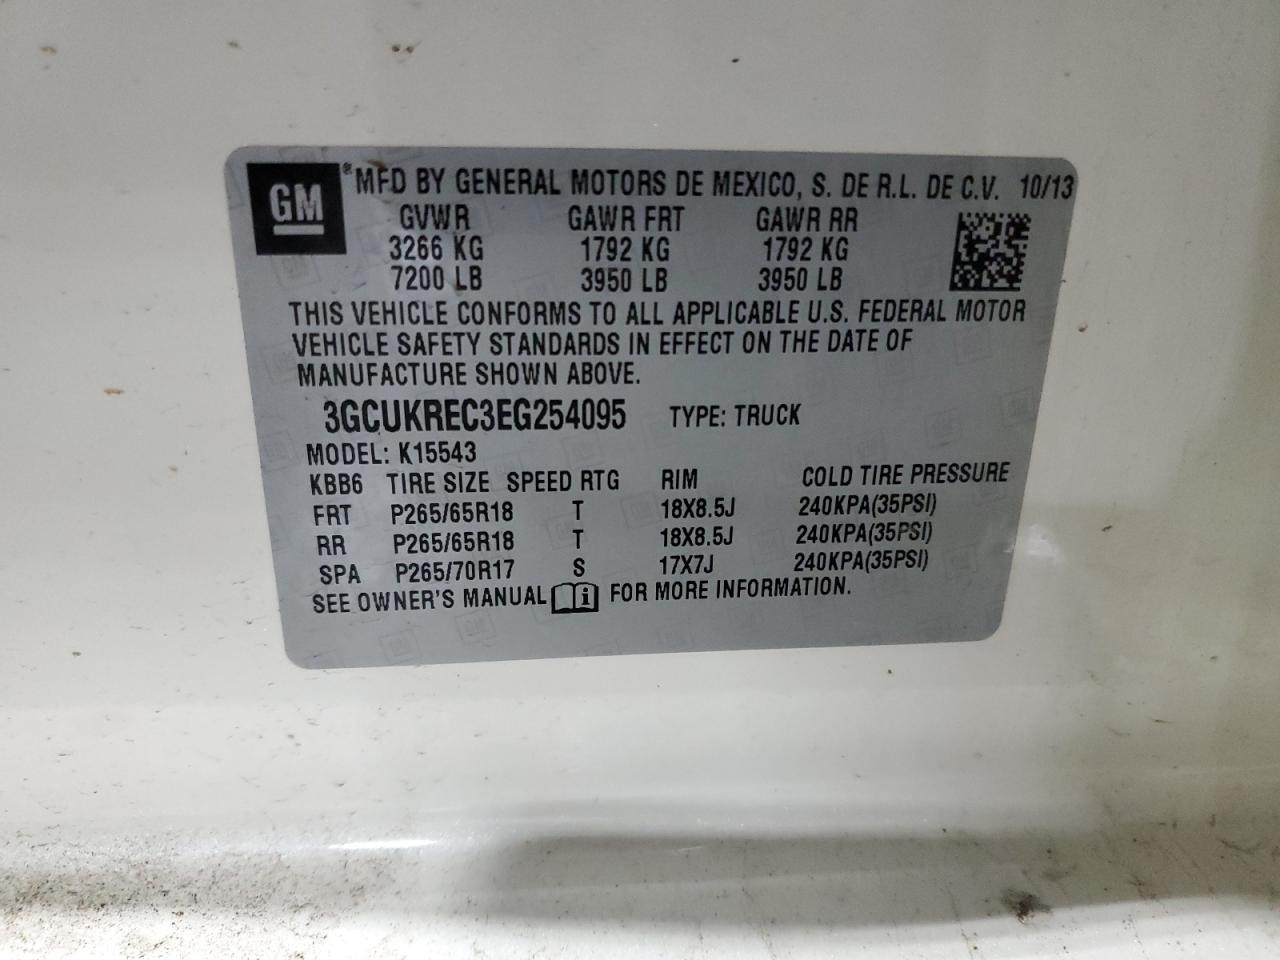 GM
® MFD BY GENERAL MOTORS DE MEXICO, S. DE R.L. DE C.V. 10/13
GVWR GAWR FRT GAWR RR
3266 KG 1792 KG 1792 KG
7200 LB 3950 LB 3950 LB
THIS VEHICLE CONFORMS TO ALL APPLICABLE U.S. FEDERAL MOTOR
VEHICLE SAFETY STANDARDS IN EFFECT ON THE DATE OF
MANUFACTURE SHOWN ABOVE.
3GCUKREC3EG254095 TYPE: TRUCK
MODEL: K15543
KBB6 TIRE SIZE SPEED RTG RIM COLD TIRE PRESSURE
FRT P265/65R18 T 18X8.5J 240KPA(35PSI)
RR P265/65R18 T 18X8.5J 240KPA(35PSI)
SPA P265/70R17 S 17X7J 240KPA(35PSI)
SEE OWNER'S MANUAL i FOR MORE INFORMATION.